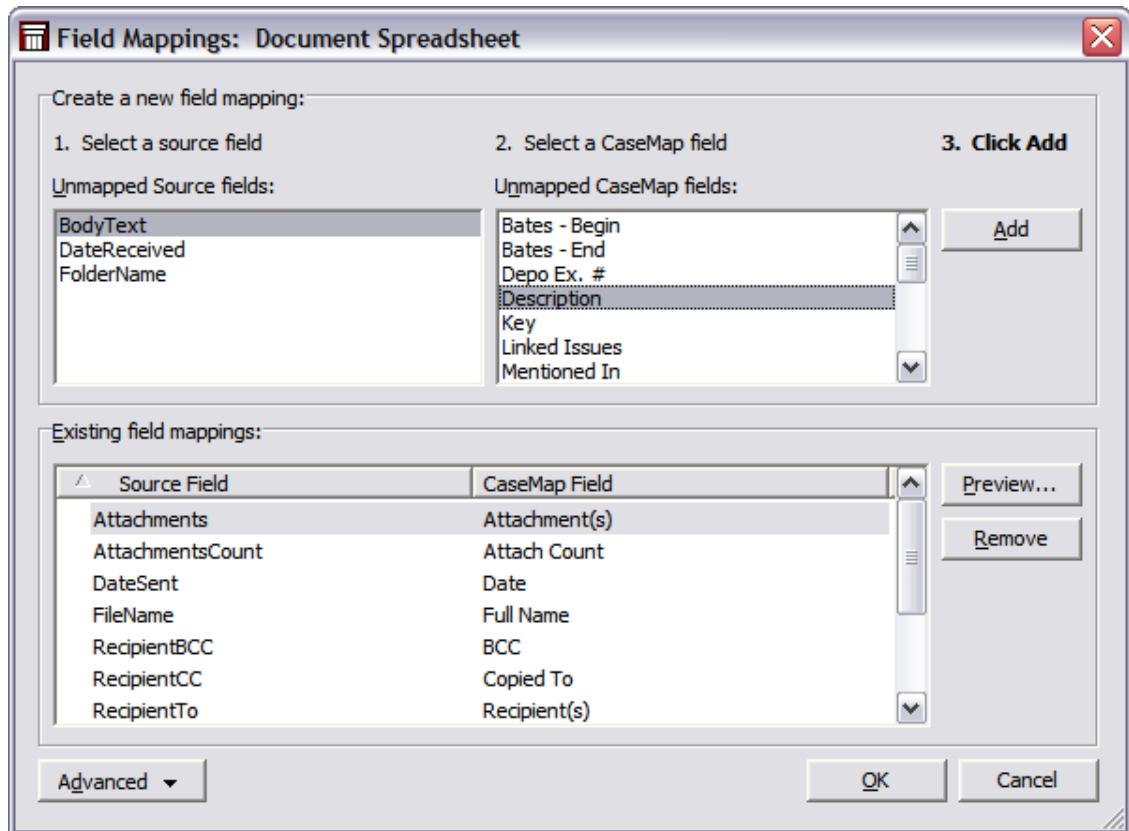 Field Mappings: Document Spreadsheet
Create a new field mapping:
1. Select a source field
2. Select a CaseMap field
3. Click Add
Unmapped Source fields:
BodyText
DateReceived
FolderName
Unmapped CaseMap fields:
Bates - Begin
Bates - End
Depo Ex. #
Description
Key
Linked Issues
Mentioned In
Add
Existing field mappings:
Source Field CaseMap Field
Attachments Attachment(s)
AttachmentsCount Attach Count
DateSent Date
FileName Full Name
RecipientBCC BCC
RecipientCC Copied To
RecipientTo Recipient(s)
Preview...
Remove
Advanced
OK
Cancel